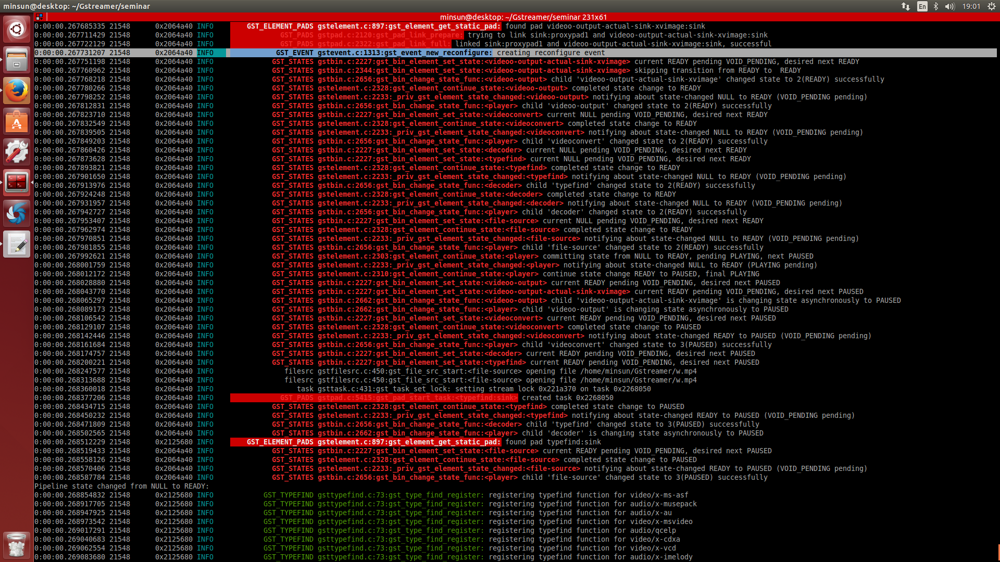 minsun@desktop: ~/Gstreamer/seminar
En
19:01
minsun@desktop: ~/Gstreamer/seminar 231x61
0:00:00.267685335 21548 0x2064a40 INFO GST_ELEMENT_PADS gstelement.c:897:gst_element_get_static_pad: found pad videoo-output-actual-sink-xvimage:sink
0:00:00.267711429 21548 0x2064a40 INFO GST_PADS gstpad.c:2120:gst_pad_link_prepare: trying to link sink:proxypad1 and videoo-output-actual-sink-xvimage:sink
0:00:00.267722129 21548 0x2064a40 INFO GST_PADS gstpad.c:2322:gst_pad_link_full: linked sink:proxypad1 and videoo-output-actual-sink-xvimage:sink, successful
0:00:00.267731207 21548 0x2064a40 INFO GST_EVENT gstevent.c:1313:gst_event_new_reconfigure: creating reconfigure event
0:00:00.267751198 21548 0x2064a40 INFO GST_STATES gstbin.c:2227:gst_bin_element_set_state:<videoo-output-actual-sink-xvimage> current READY pending VOID_PENDING, desired next READY
0:00:00.267760962 21548 0x2064a40 INFO GST_STATES gstbin.c:2344:gst_bin_element_set_state:<videoo-output-actual-sink-xvimage> skipping transition from READY to  READY
0:00:00.267768218 21548 0x2064a40 INFO GST_STATES gstbin.c:2656:gst_bin_change_state_func:<videoo-output> child 'videoo-output-actual-sink-xvimage' changed state to 2(READY) successfully
0:00:00.267780266 21548 0x2064a40 INFO GST_STATES gstelement.c:2328:gst_element_continue_state:<videoo-output> completed state change to READY
0:00:00.267798252 21548 0x2064a40 INFO GST_STATES gstelement.c:2233:_priv_gst_element_state_changed:<videoo-output> notifying about state-changed NULL to READY (VOID_PENDING pending)
0:00:00.267812831 21548 0x2064a40 INFO GST_STATES gstbin.c:2656:gst_bin_change_state_func:<player> child 'videoo-output' changed state to 2(READY) successfully
0:00:00.267823710 21548 0x2064a40 INFO GST_STATES gstbin.c:2227:gst_bin_element_set_state:<videoconvert> current NULL pending VOID_PENDING, desired next READY
0:00:00.267832549 21548 0x2064a40 INFO GST_STATES gstelement.c:2328:gst_element_continue_state:<videoconvert> completed state change to READY
0:00:00.267839505 21548 0x2064a40 INFO GST_STATES gstelement.c:2233:_priv_gst_element_state_changed:<videoconvert> notifying about state-changed NULL to READY (VOID_PENDING pending)
0:00:00.267849203 21548 0x2064a40 INFO GST_STATES gstbin.c:2656:gst_bin_change_state_func:<player> child 'videoconvert' changed state to 2(READY) successfully
0:00:00.267860426 21548 0x2064a40 INFO GST_STATES gstbin.c:2227:gst_bin_element_set_state:<decoder> current NULL pending VOID_PENDING, desired next READY
0:00:00.267873628 21548 0x2064a40 INFO GST_STATES gstbin.c:2227:gst_bin_element_set_state:<typefind> current NULL pending VOID_PENDING, desired next READY
0:00:00.267893821 21548 0x2064a40 INFO GST_STATES gstelement.c:2328:gst_element_continue_state:<typefind> completed state change to READY
0:00:00.267901650 21548 0x2064a40 INFO GST_STATES gstelement.c:2233:_priv_gst_element_state_changed:<typefind> notifying about state-changed NULL to READY (VOID_PENDING pending)
0:00:00.267913976 21548 0x2064a40 INFO GST_STATES gstbin.c:2656:gst_bin_change_state_func:<decoder> child 'typefind' changed state to 2(READY) successfully
0:00:00.267924248 21548 0x2064a40 INFO GST_STATES gstelement.c:2328:gst_element_continue_state:<decoder> completed state change to READY
0:00:00.267931957 21548 0x2064a40 INFO GST_STATES gstelement.c:2233:_priv_gst_element_state_changed:<decoder> notifying about state-changed NULL to READY (VOID_PENDING pending)
0:00:00.267942727 21548 0x2064a40 INFO GST_STATES gstbin.c:2656:gst_bin_change_state_func:<player> child 'decoder' changed state to 2(READY) successfully
0:00:00.267953407 21548 0x2064a40 INFO GST_STATES gstbin.c:2227:gst_bin_element_set_state:<file-source> current NULL pending VOID_PENDING, desired next READY
0:00:00.267962974 21548 0x2064a40 INFO GST_STATES gstelement.c:2328:gst_element_continue_state:<file-source> completed state change to READY
0:00:00.267970851 21548 0x2064a40 INFO GST_STATES gstelement.c:2233:_priv_gst_element_state_changed:<file-source> notifying about state-changed NULL to READY (VOID_PENDING pending)
0:00:00.267981855 21548 0x2064a40 INFO GST_STATES gstbin.c:2656:gst_bin_change_state_func:<player> child 'file-source' changed state to 2(READY) successfully
0:00:00.267992621 21548 0x2064a40 INFO GST_STATES gstelement.c:2303:gst_element_continue_state:<player> committing state from NULL to READY, pending PLAYING, next PAUSED
0:00:00.268001759 21548 0x2064a40 INFO GST_STATES gstelement.c:2233:_priv_gst_element_state_changed:<player> notifying about state-changed NULL to READY (PLAYING pending)
0:00:00.268012172 21548 0x2064a40 INFO GST_STATES gstelement.c:2310:gst_element_continue_state:<player> continue state change READY to PAUSED, final PLAYING
0:00:00.268028880 21548 0x2064a40 INFO GST_STATES gstbin.c:2227:gst_bin_element_set_state:<videoo-output> current READY pending VOID_PENDING, desired next PAUSED
0:00:00.268043770 21548 0x2064a40 INFO GST_STATES gstbin.c:2227:gst_bin_element_set_state:<videoo-output-actual-sink-xvimage> current READY pending VOID_PENDING, desired next PAUSED
0:00:00.268065297 21548 0x2064a40 INFO GST_STATES gstbin.c:2662:gst_bin_change_state_func:<videoo-output> child 'videoo-output-actual-sink-xvimage' is changing state asynchronously to PAUSED
0:00:00.268089173 21548 0x2064a40 INFO GST_STATES gstbin.c:2662:gst_bin_change_state_func:<player> child 'videoo-output' is changing state asynchronously to PAUSED
0:00:00.268106542 21548 0x2064a40 INFO GST_STATES gstbin.c:2227:gst_bin_element_set_state:<videoconvert> current READY pending VOID_PENDING, desired next PAUSED
0:00:00.268129107 21548 0x2064a40 INFO GST_STATES gstelement.c:2328:gst_element_continue_state:<videoconvert> completed state change to PAUSED
0:00:00.268142446 21548 0x2064a40 INFO GST_STATES gstelement.c:2233:_priv_gst_element_state_changed:<videoconvert> notifying about state-changed READY to PAUSED (VOID_PENDING pending)
0:00:00.268161684 21548 0x2064a40 INFO GST_STATES gstbin.c:2656:gst_bin_change_state_func:<player> child 'videoconvert' changed state to 3(PAUSED) successfully
0:00:00.268174757 21548 0x2064a40 INFO GST_STATES gstbin.c:2227:gst_bin_element_set_state:<decoder> current READY pending VOID_PENDING, desired next PAUSED
0:00:00.268200221 21548 0x2064a40 INFO GST_STATES gstbin.c:2227:gst_bin_element_set_state:<typefind> current READY pending VOID_PENDING, desired next PAUSED
0:00:00.268247577 21548 0x2064a40 INFO filesrc gstfilesrc.c:450:gst_file_src_start:<file-source> opening file /home/minsun/Gstreamer/w.mp4
0:00:00.268313688 21548 0x2064a40 INFO filesrc gstfilesrc.c:450:gst_file_src_start:<file-source> opening file /home/minsun/Gstreamer/w.mp4
0:00:00.268360018 21548 0x2064a40 INFO task gsttask.c:431:gst_task_set_lock: setting stream lock 0x221a370 on task 0x2268050
0:00:00.268377206 21548 0x2064a40 INFO GST_PADS gstpad.c:5415:gst_pad_start_task:<typefind:sink> created task 0x2268050
0:00:00.268434715 21548 0x2064a40 INFO GST_STATES gstelement.c:2328:gst_element_continue_state:<typefind> completed state change to PAUSED
0:00:00.268450232 21548 0x2064a40 INFO GST_STATES gstelement.c:2233:_priv_gst_element_state_changed:<typefind> notifying about state-changed READY to PAUSED (VOID_PENDING pending)
0:00:00.268471809 21548 0x2064a40 INFO GST_STATES gstbin.c:2656:gst_bin_change_state_func:<decoder> child 'typefind' changed state to 3(PAUSED) successfully
0:00:00.268502565 21548 0x2064a40 INFO GST_STATES gstbin.c:2662:gst_bin_change_state_func:<player> child 'decoder' is changing state asynchronously to PAUSED
0:00:00.268512229 21548 0x2125680 INFO GST_ELEMENT_PADS gstelement.c:897:gst_element_get_static_pad: found pad typefind:sink
0:00:00.268519433 21548 0x2064a40 INFO GST_STATES gstbin.c:2227:gst_bin_element_set_state:<file-source> current READY pending VOID_PENDING, desired next PAUSED
0:00:00.268558126 21548 0x2064a40 INFO GST_STATES gstelement.c:2328:gst_element_continue_state:<file-source> completed state change to PAUSED
0:00:00.268570406 21548 0x2064a40 INFO GST_STATES gstelement.c:2233:_priv_gst_element_state_changed:<file-source> notifying about state-changed READY to PAUSED (VOID_PENDING pending)
0:00:00.268587784 21548 0x2064a40 INFO GST_STATES gstbin.c:2656:gst_bin_change_state_func:<player> child 'file-source' changed state to 3(PAUSED) successfully
Pipeline state changed from NULL to READY:
0:00:00.268854832 21548 0x2125680 INFO GST_TYPEFIND gsttypefind.c:73:gst_type_find_register: registering typefind function for video/x-ms-asf
0:00:00.268917705 21548 0x2125680 INFO GST_TYPEFIND gsttypefind.c:73:gst_type_find_register: registering typefind function for audio/x-musepack
0:00:00.268947925 21548 0x2125680 INFO GST_TYPEFIND gsttypefind.c:73:gst_type_find_register: registering typefind function for audio/x-au
0:00:00.268973542 21548 0x2125680 INFO GST_TYPEFIND gsttypefind.c:73:gst_type_find_register: registering typefind function for video/x-msvideo
0:00:00.269017291 21548 0x2125680 INFO GST_TYPEFIND gsttypefind.c:73:gst_type_find_register: registering typefind function for audio/qcelp
0:00:00.269040683 21548 0x2125680 INFO GST_TYPEFIND gsttypefind.c:73:gst_type_find_register: registering typefind function for video/x-cdxa
0:00:00.269062554 21548 0x2125680 INFO GST_TYPEFIND gsttypefind.c:73:gst_type_find_register: registering typefind function for video/x-vcd
0:00:00.269083680 21548 0x2125680 INFO GST_TYPEFIND gsttypefind.c:73:gst_type_find_register: registering typefind function for audio/x-imelody